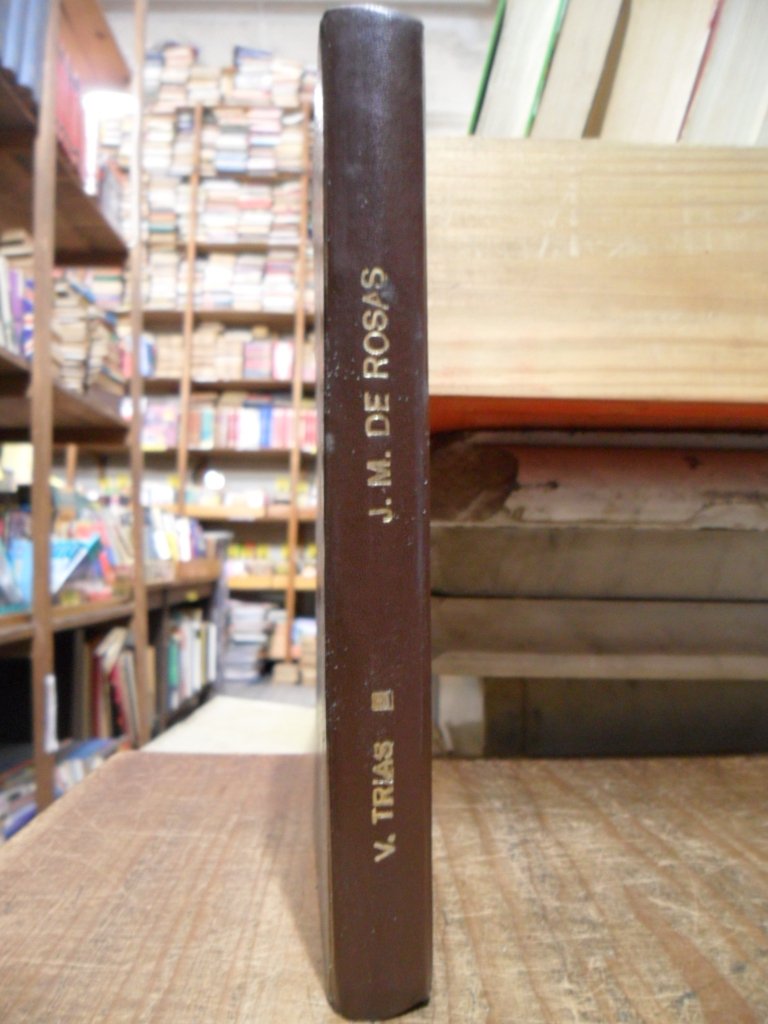 V. TRIAS
J. M. DE ROSAS